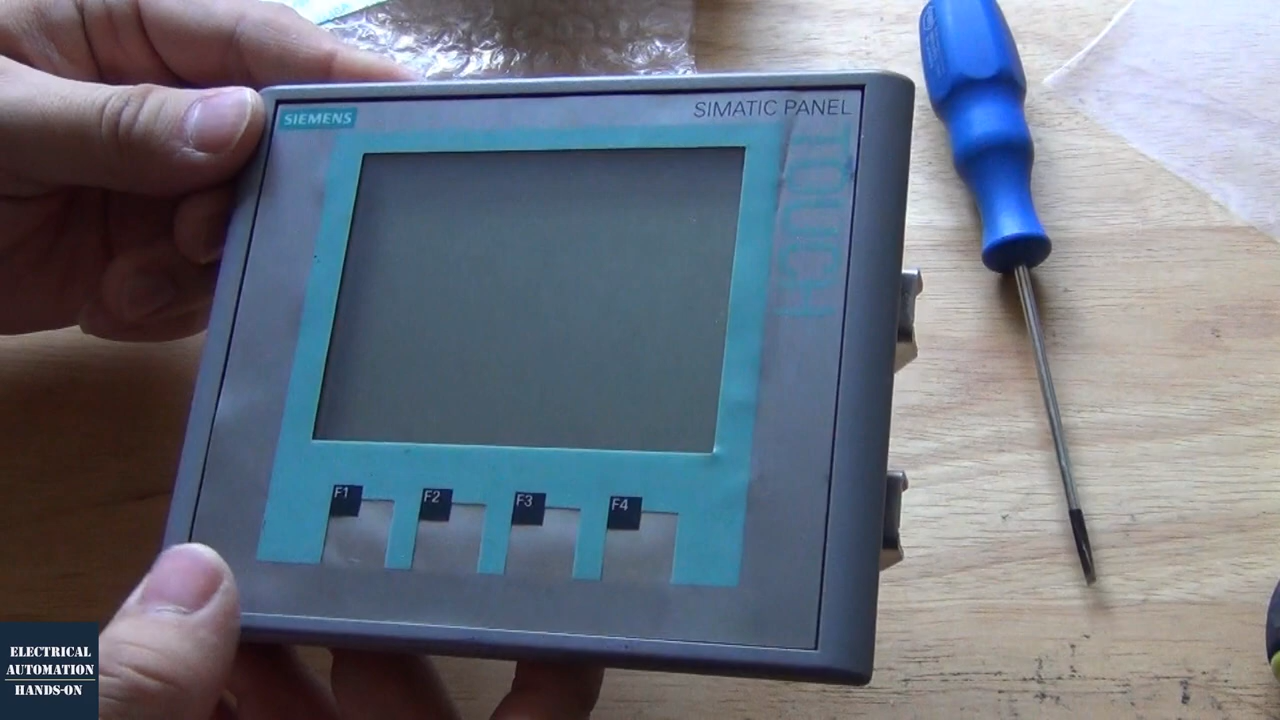 SIEMENS
SIMATIC PANEL
TOUCH
F1
F2
F3
F4
ELECTRICAL
AUTOMATION
HANDS-ON